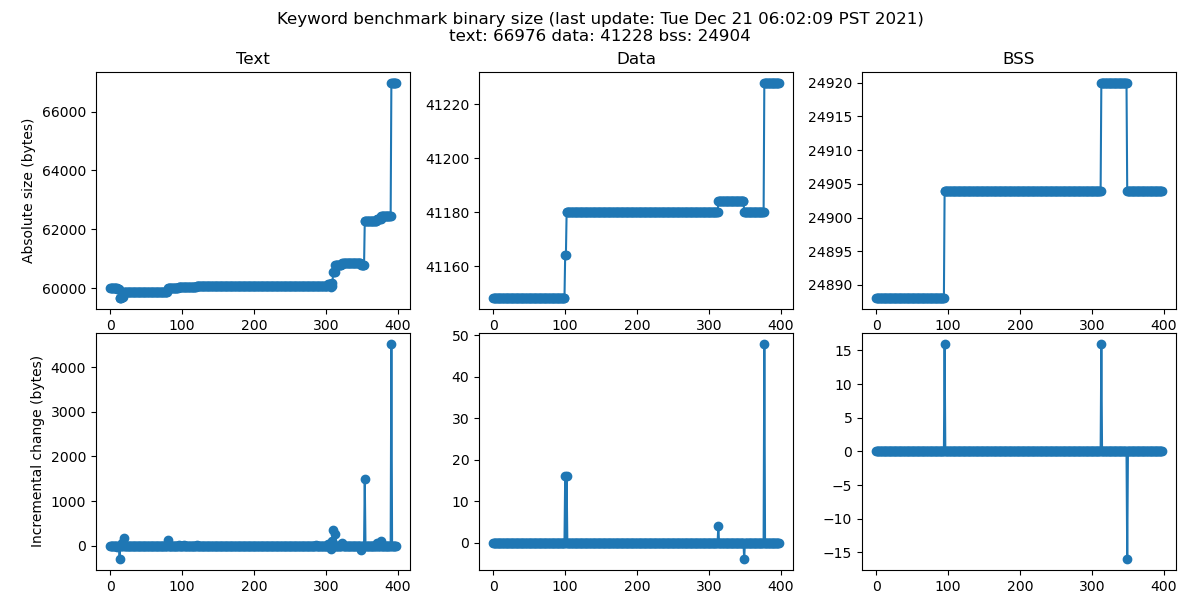 Keyword benchmark binary size (last update: Tue Dec 21 06:02:09 PST 2021)
text: 66976 data: 41228 bss: 24904
Text
Data
BSS
Absolute size (bytes)
66000
64000
62000
60000
0 100 200 300 400
41220
41200
41180
41160
0 100 200 300 400
24920
24915
24910
24905
24900
24895
24890
0 100 200 300 400
Incremental change (bytes)
4000
3000
2000
1000
0
0 100 200 300 400
50
40
30
20
10
0
0 100 200 300 400
15
10
5
0
−5
−10
−15
0 100 200 300 400